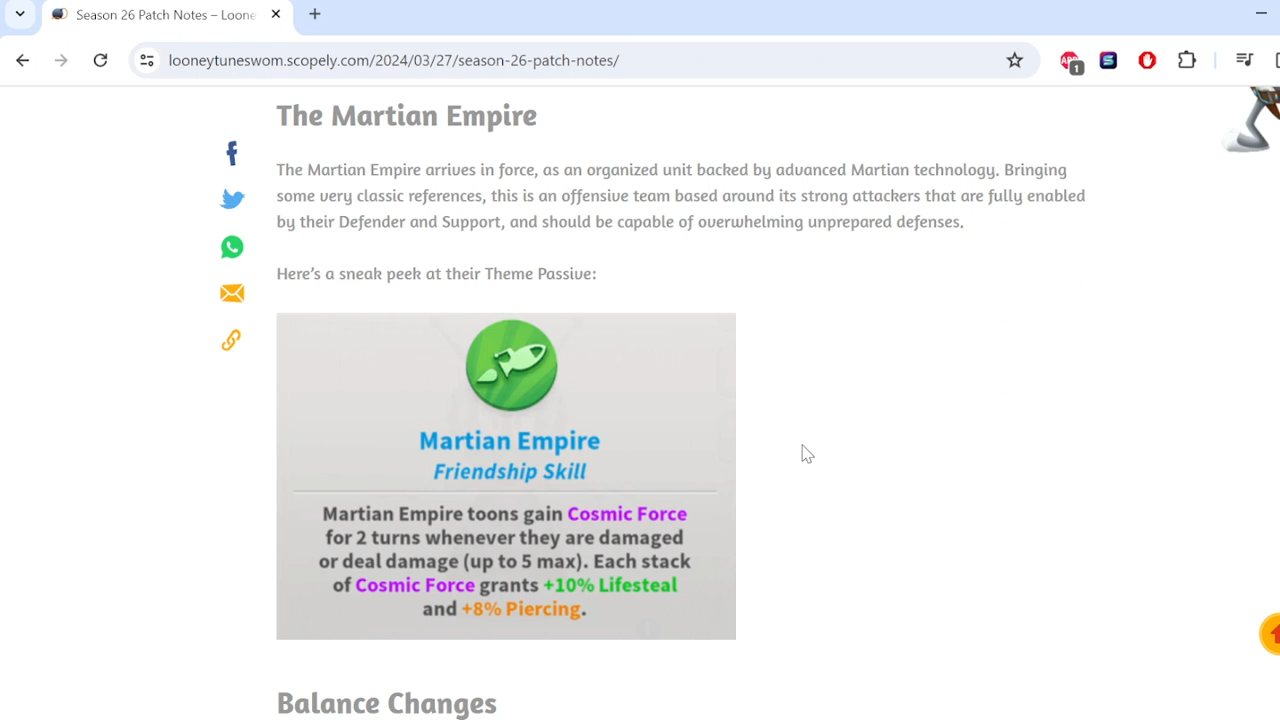 Season 26 Patch Notes – Loone
looneytuneswom.scopely.com/2024/03/27/season-26-patch-notes/
1
The Martian Empire
The Martian Empire arrives in force, as an organized unit backed by advanced Martian technology. Bringing
some very classic references, this is an offensive team based around its strong attackers that are fully enabled
by their Defender and Support, and should be capable of overwhelming unprepared defenses.
Here's a sneak peek at their Theme Passive:
Martian Empire
Friendship Skill
Martian Empire toons gain Cosmic Force
for 2 turns whenever they are damaged
or deal damage (up to 5 max). Each stack
of Cosmic Force grants +10% Lifesteal
and +8% Piercing.
Balance Changes